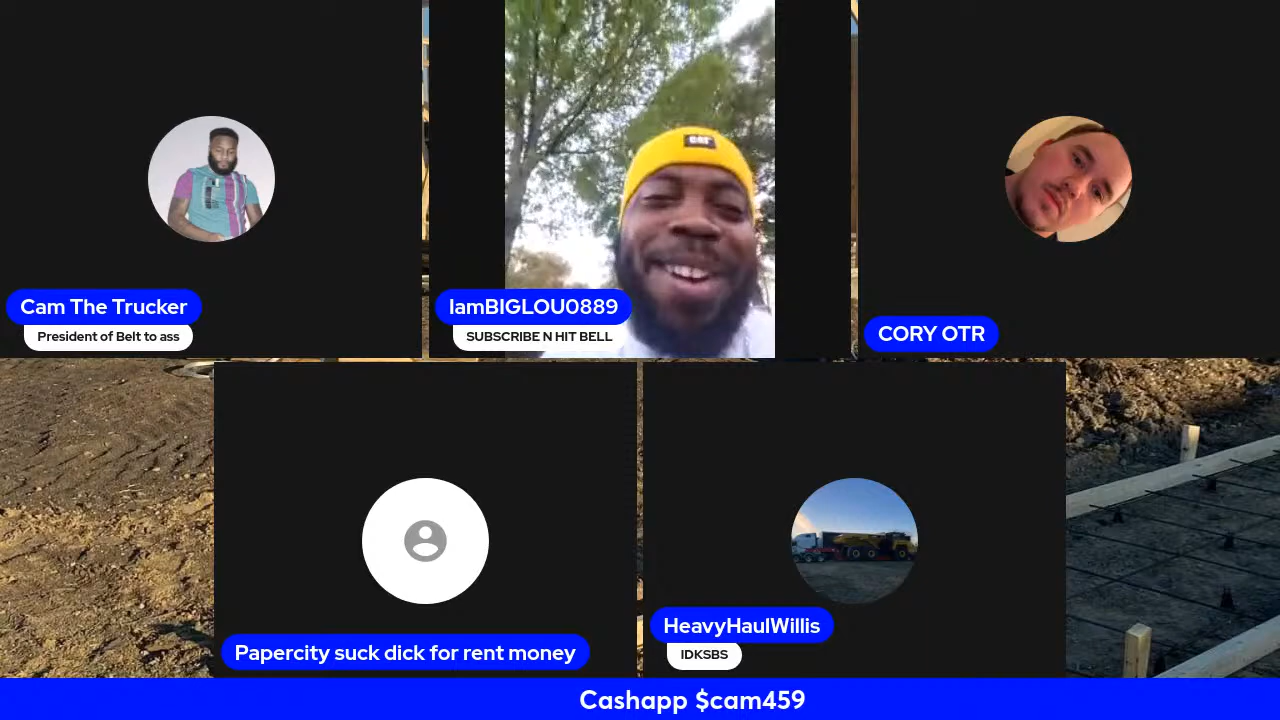 CAT
Cam The Trucker
President of Belt to ass
IamBIGLOU0889
SUBSCRIBE N HIT BELL
CORY OTR
Papercity suck dick for rent money
HeavyHaulWillis
IDKSBS
Cashapp $cam459